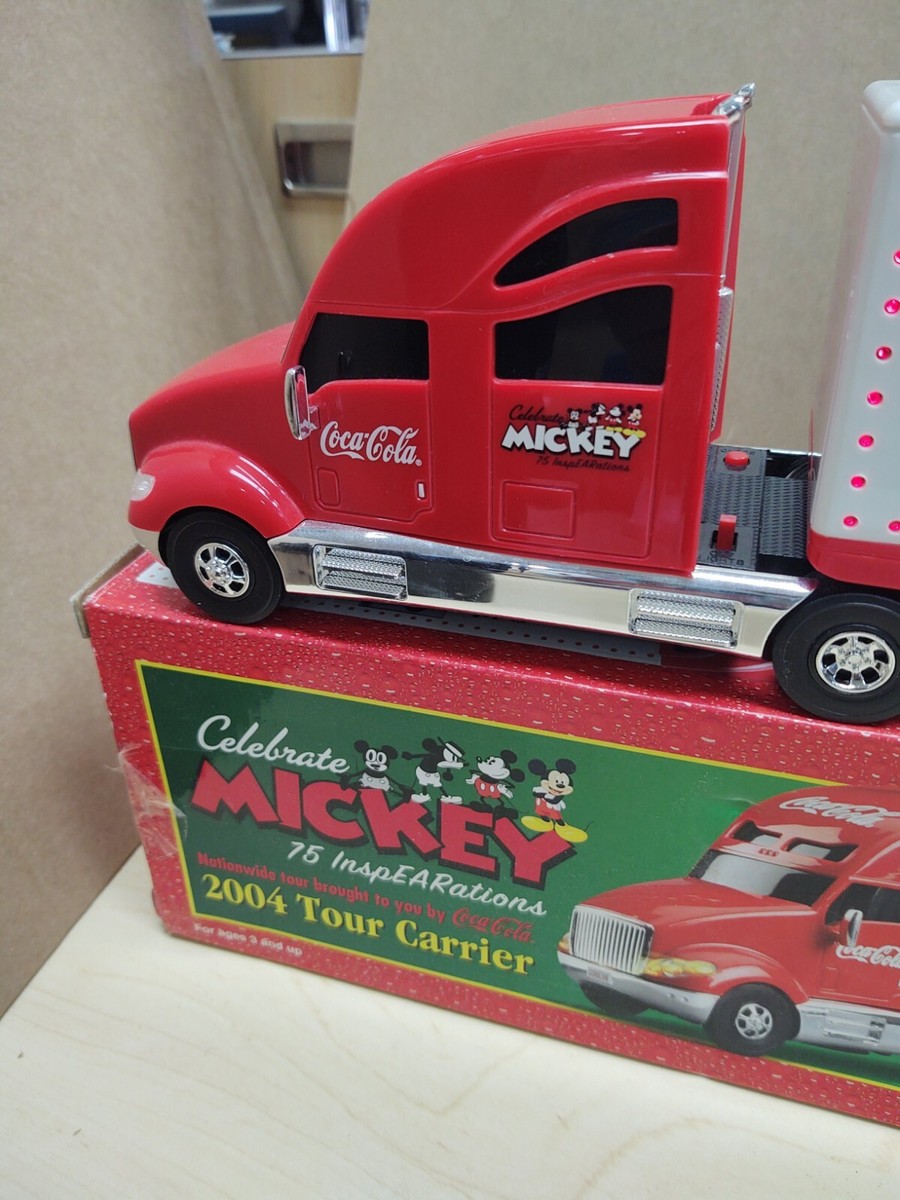 Coca-Cola®
Celebrate
MICKEY
75 InspEARations
Celebrate
MICKEY
75 InspEARations
Nationwide tour brought to you by Coca-Cola
2004 Tour Carrier
For ages 3 and up
Coca-Cola
Coca-Cola